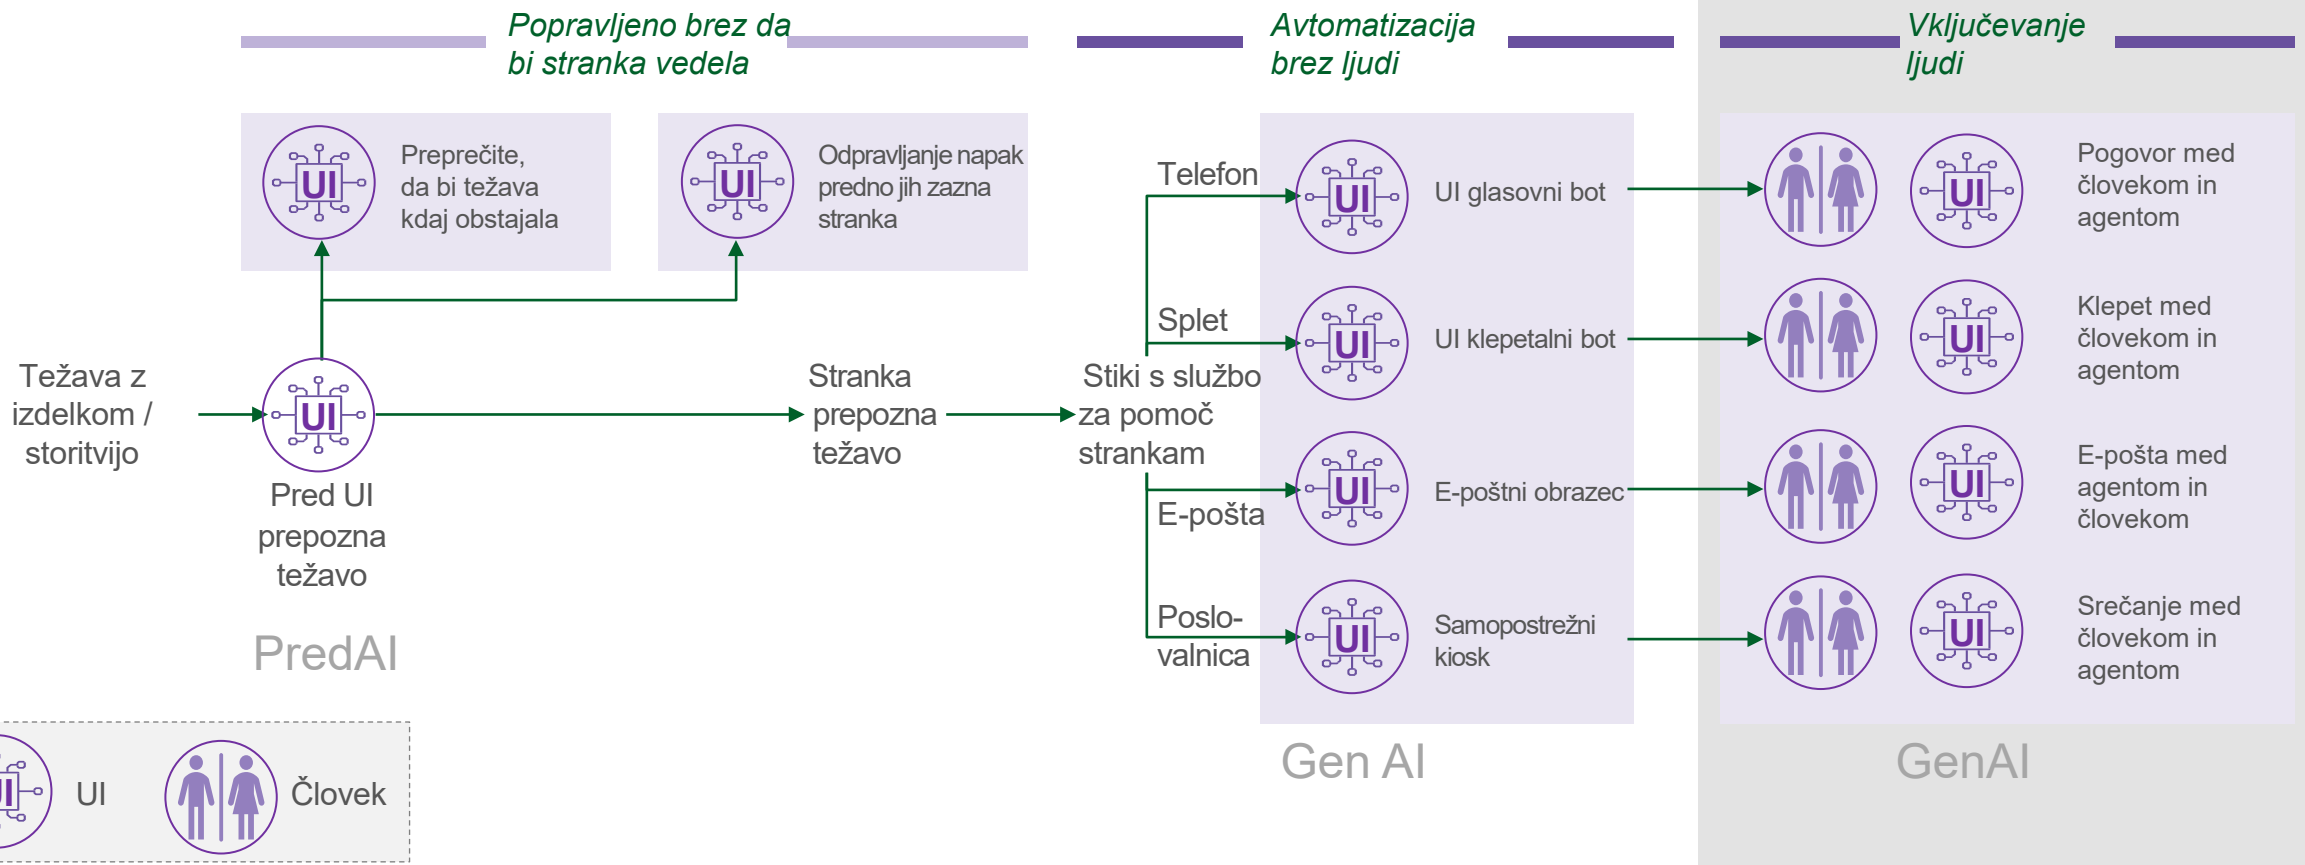 Popravljeno brez da
bi stranka vedela
Avtomatizacija
brez ljudi
Vključevanje
ljudi
UI
Preprečite,
da bi težava
kdaj obstajala
UI
Odpravljanje napak
predno jih zazna
stranka
Težava z
izdelkom /
storitvijo
UI
Pred UI
prepozna
težavo
PredAI
Stranka
prepozna
težavo
Stiki s službo
za pomoč
strankam
Telefon
UI
UI glasovni bot
UI
Pogovor med
človekom in
agentom
Splet
UI
UI klepetalni bot
UI
Klepet med
človekom in
agentom
E-pošta
UI
E-poštni obrazec
UI
E-pošta med
agentom in
človekom
Poslo-
valnica
UI
Samopostrežni
kiosk
UI
Srečanje med
človekom in
agentom
Gen AI
GenAI
UI
UI
Človek